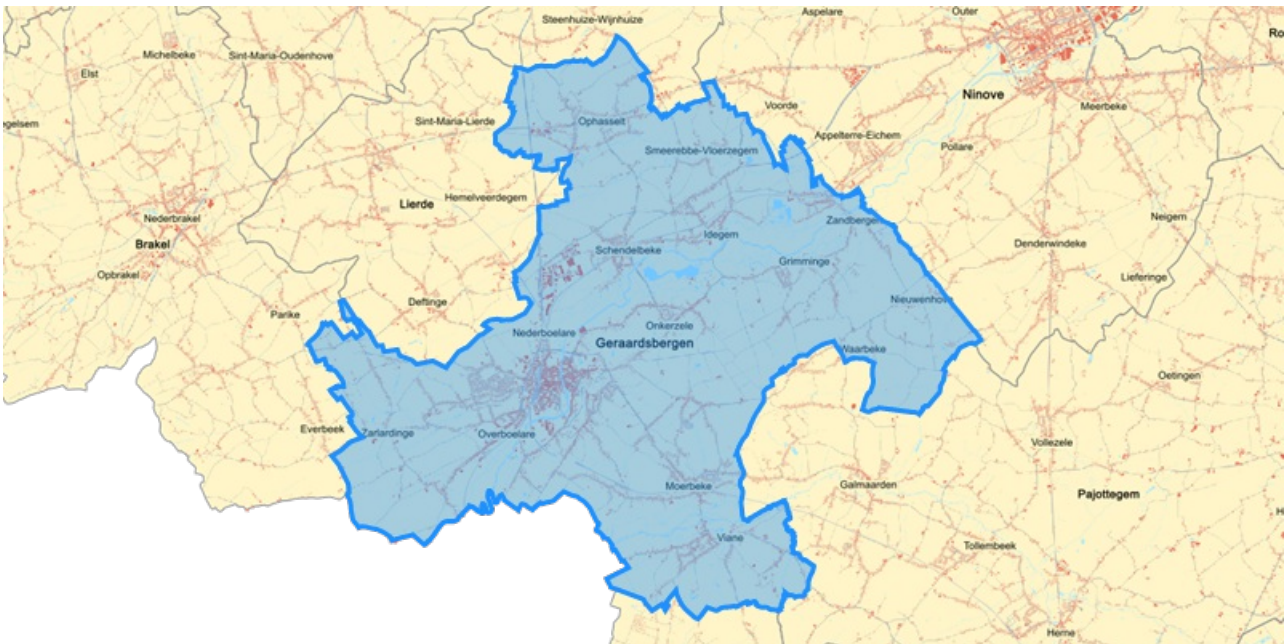 Steenhuize-Wijnhuize
Aspelare
Outer
Michelbeke
Sint-Maria-Oudenhove
Ro
Elst
Ninove
Voorde
Meerbeke
egelsem
Sint-Maria-Lierde
Ophasselt
Appelterre-Eichem
Smeerebbe-Vloerzegem
Pollare
Hemelveerdegem
Lierde
Nederbrakel
Zandbergen
Neigem
Brakel
Idegem
Denderwindeke
Schendelbeke
Grimminge
Opbrakel
Lieferinge
Deftinge
Nieuwenhove
Parike
Nederboelare
Onkerzele
Geraardsbergen
Waarbeke
Oetingen
Everbeek
Zarlardinge
Overboelare
Vollezele
Moerbeke
Galmaarden
Pajottegem
H
Viane
Tollembeek
Herne